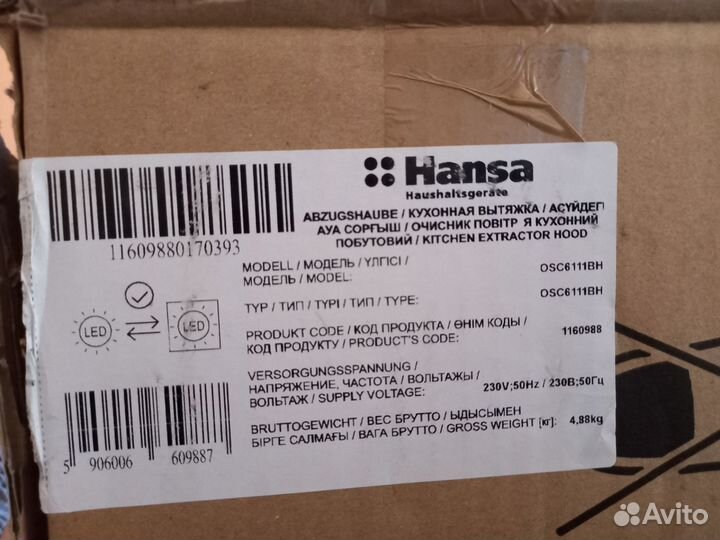 Hansa
Haushaltsgeräte
ABZUGSHAUBE / КУХОННАЯ ВЫТЯЖКА / АСҮЙДЕГІ
АУА СОРҒЫШ / ОЧИСНИК ПОВІТР Я КУХОННИЙ
ПОБУТОВИЙ / KITCHEN EXTRACTOR HOOD
11609880170393
MODELL / МОДЕЛЬ / ҮЛГІСІ /
МОДЕЛЬ / MODEL:
OSC6111BH
TYP / ТИП / ТҮРІ / ТИП / TYPE:
OSC6111BH
LED
LED
PRODUKT CODE / КОД ПРОДУКТА / ӨНІМ КОДЫ /
КОД ПРОДУКТУ / PRODUCT'S CODE:
1160988
VERSORGUNGSSPANNUNG /
НАПРЯЖЕНИЕ, ЧАСТОТА / ВОЛЬТАЖЫ /
ВОЛЬТАЖ / SUPPLY VOLTAGE:
230V;50Hz / 230В;50Гц
BRUTTOGEWICHT / ВЕС БРУТТО / ЫДЫСЫМЕН
БІРГЕ САЛМАҒЫ / ВАГА БРУТТО / GROSS WEIGHT [кг]:
4,88kg
5 906006 609887
Avito